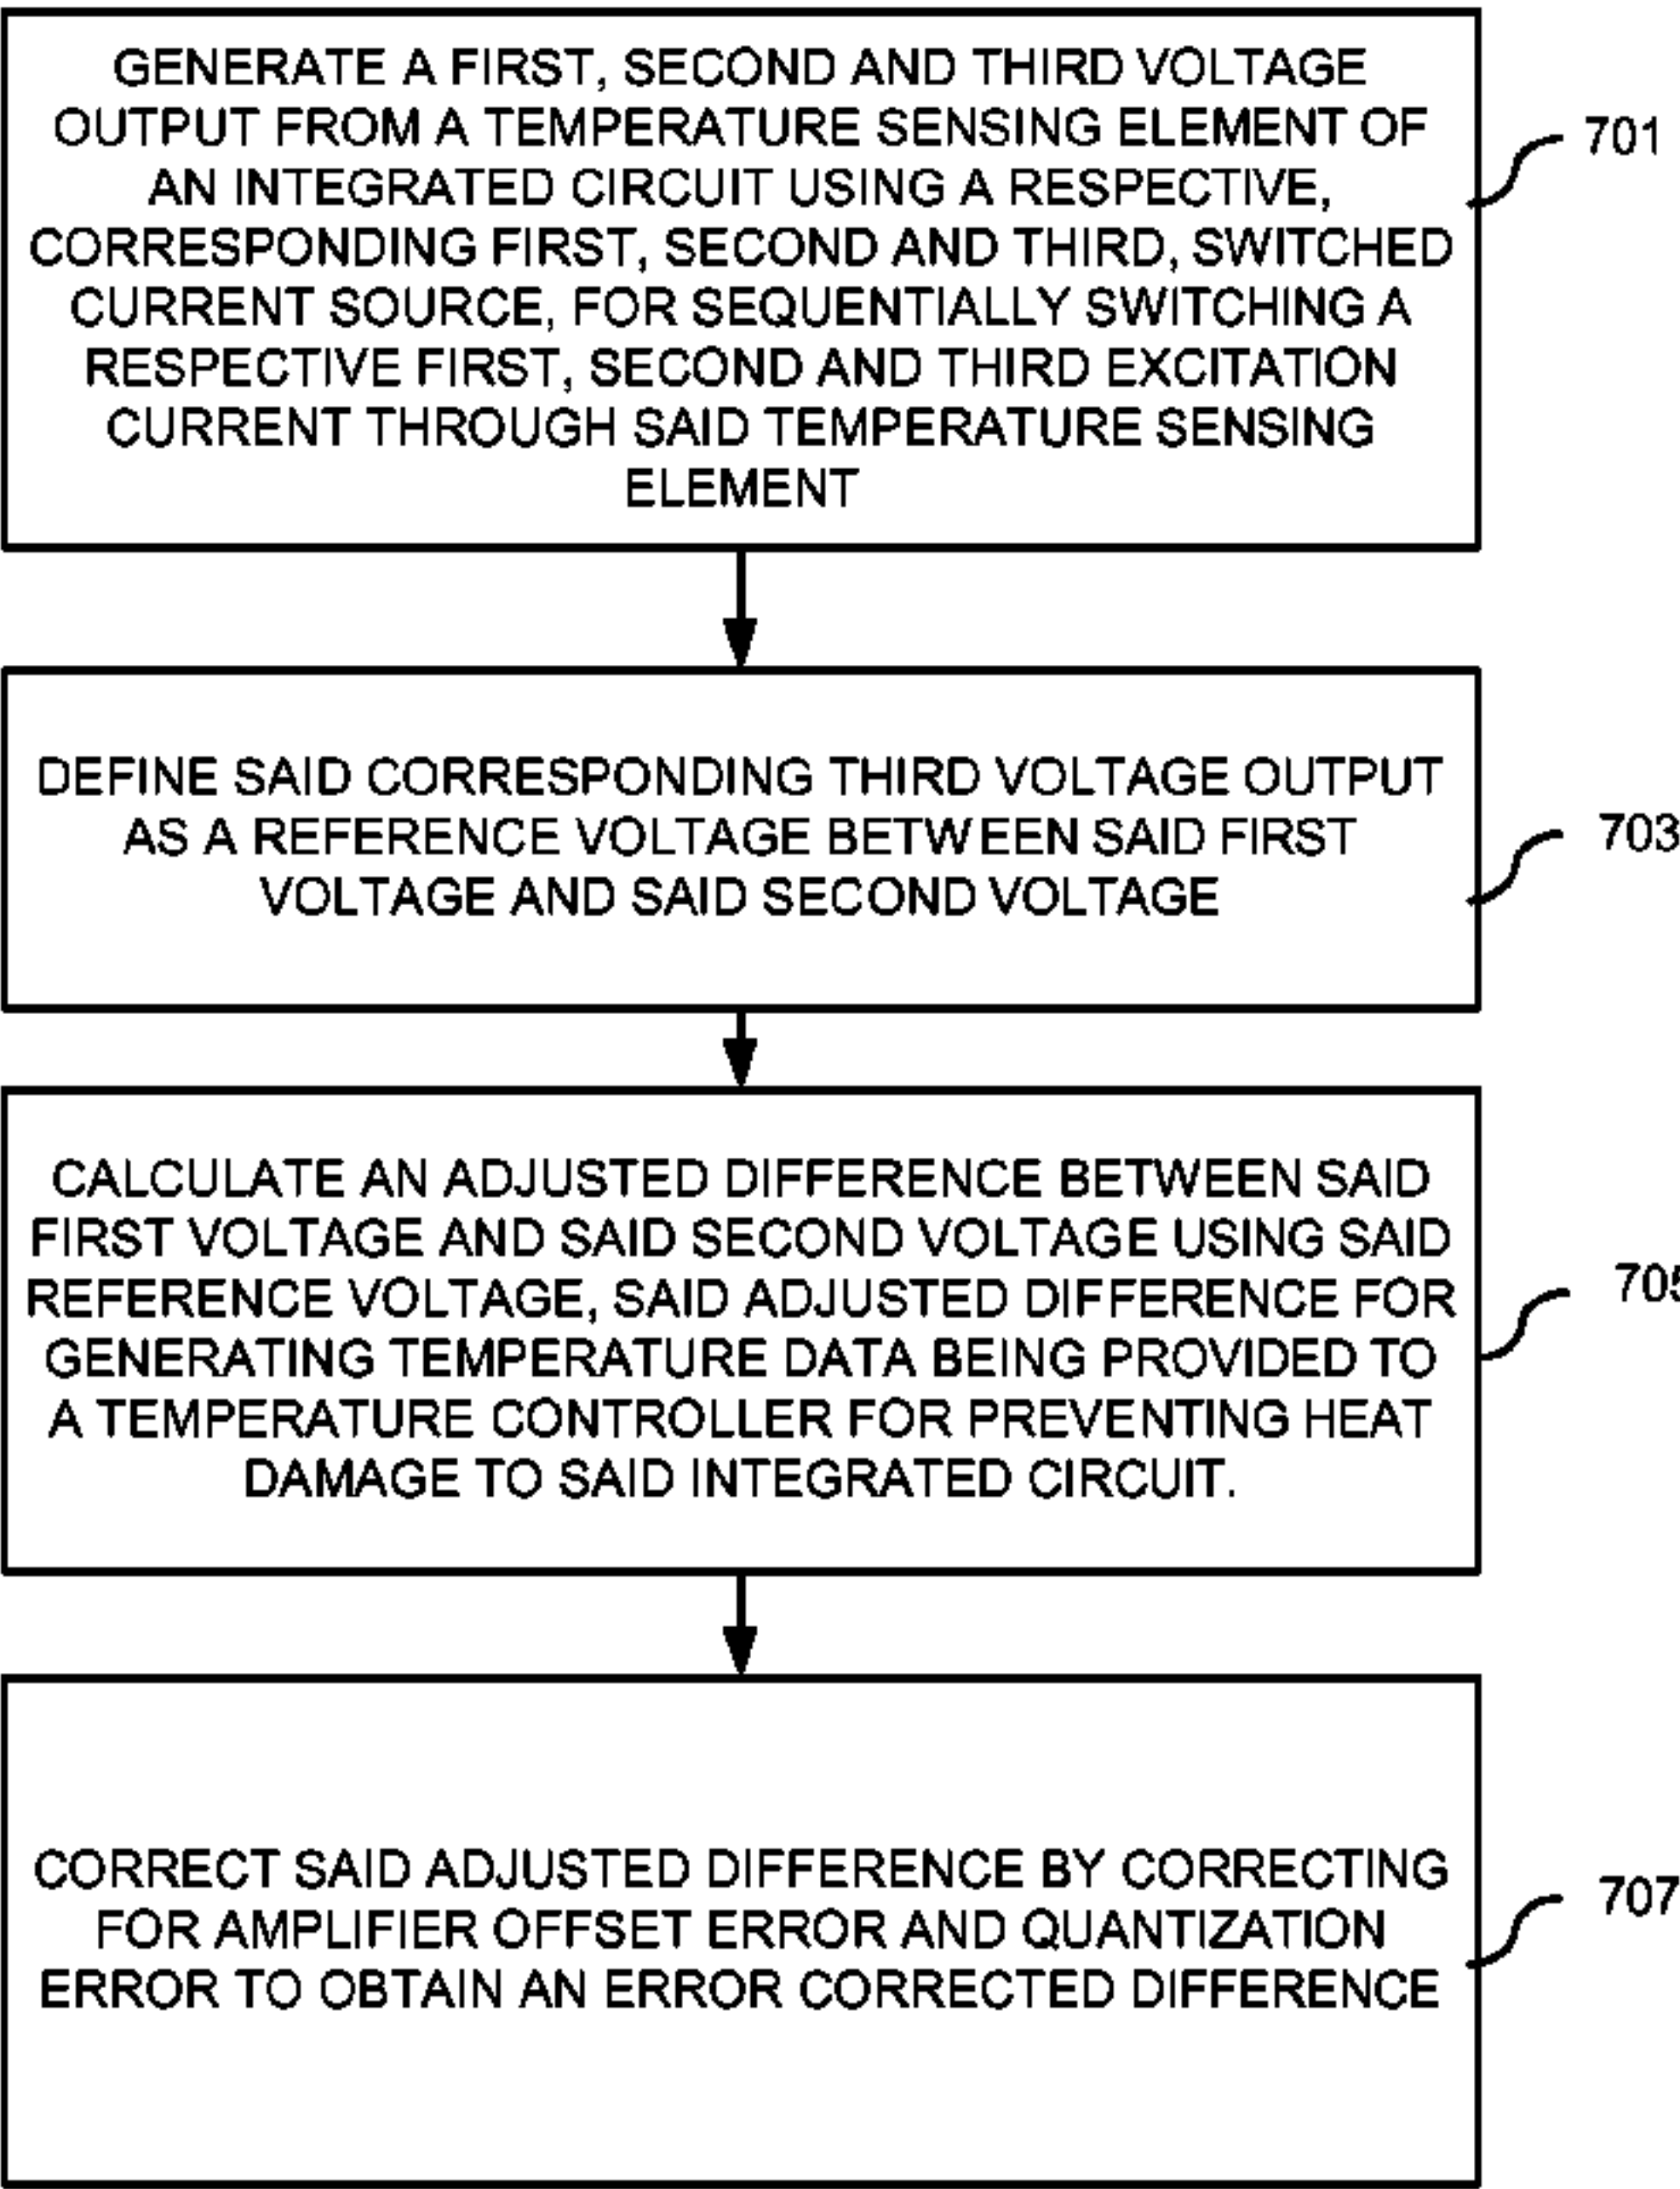 GENERATE A FIRST, SECOND AND THIRD VOLTAGE
OUTPUT FROM A TEMPERATURE SENSING ELEMENT OF
AN INTEGRATED CIRCUIT USING A RESPECTIVE,
CORRESPONDING FIRST, SECOND AND THIRD, SWITCHED
CURRENT SOURCE, FOR SEQUENTIALLY SWITCHING A
RESPECTIVE FIRST, SECOND AND THIRD EXCITATION
CURRENT THROUGH SAID TEMPERATURE SENSING
ELEMENT
701
DEFINE SAID CORRESPONDING THIRD VOLTAGE OUTPUT
AS A REFERENCE VOLTAGE BETWEEN SAID FIRST
VOLTAGE AND SAID SECOND VOLTAGE
703
CALCULATE AN ADJUSTED DIFFERENCE BETWEEN SAID
FIRST VOLTAGE AND SAID SECOND VOLTAGE USING SAID
REFERENCE VOLTAGE, SAID ADJUSTED DIFFERENCE FOR
GENERATING TEMPERATURE DATA BEING PROVIDED TO
A TEMPERATURE CONTROLLER FOR PREVENTING HEAT
DAMAGE TO SAID INTEGRATED CIRCUIT.
705
CORRECT SAID ADJUSTED DIFFERENCE BY CORRECTING
FOR AMPLIFIER OFFSET ERROR AND QUANTIZATION
ERROR TO OBTAIN AN ERROR CORRECTED DIFFERENCE
707